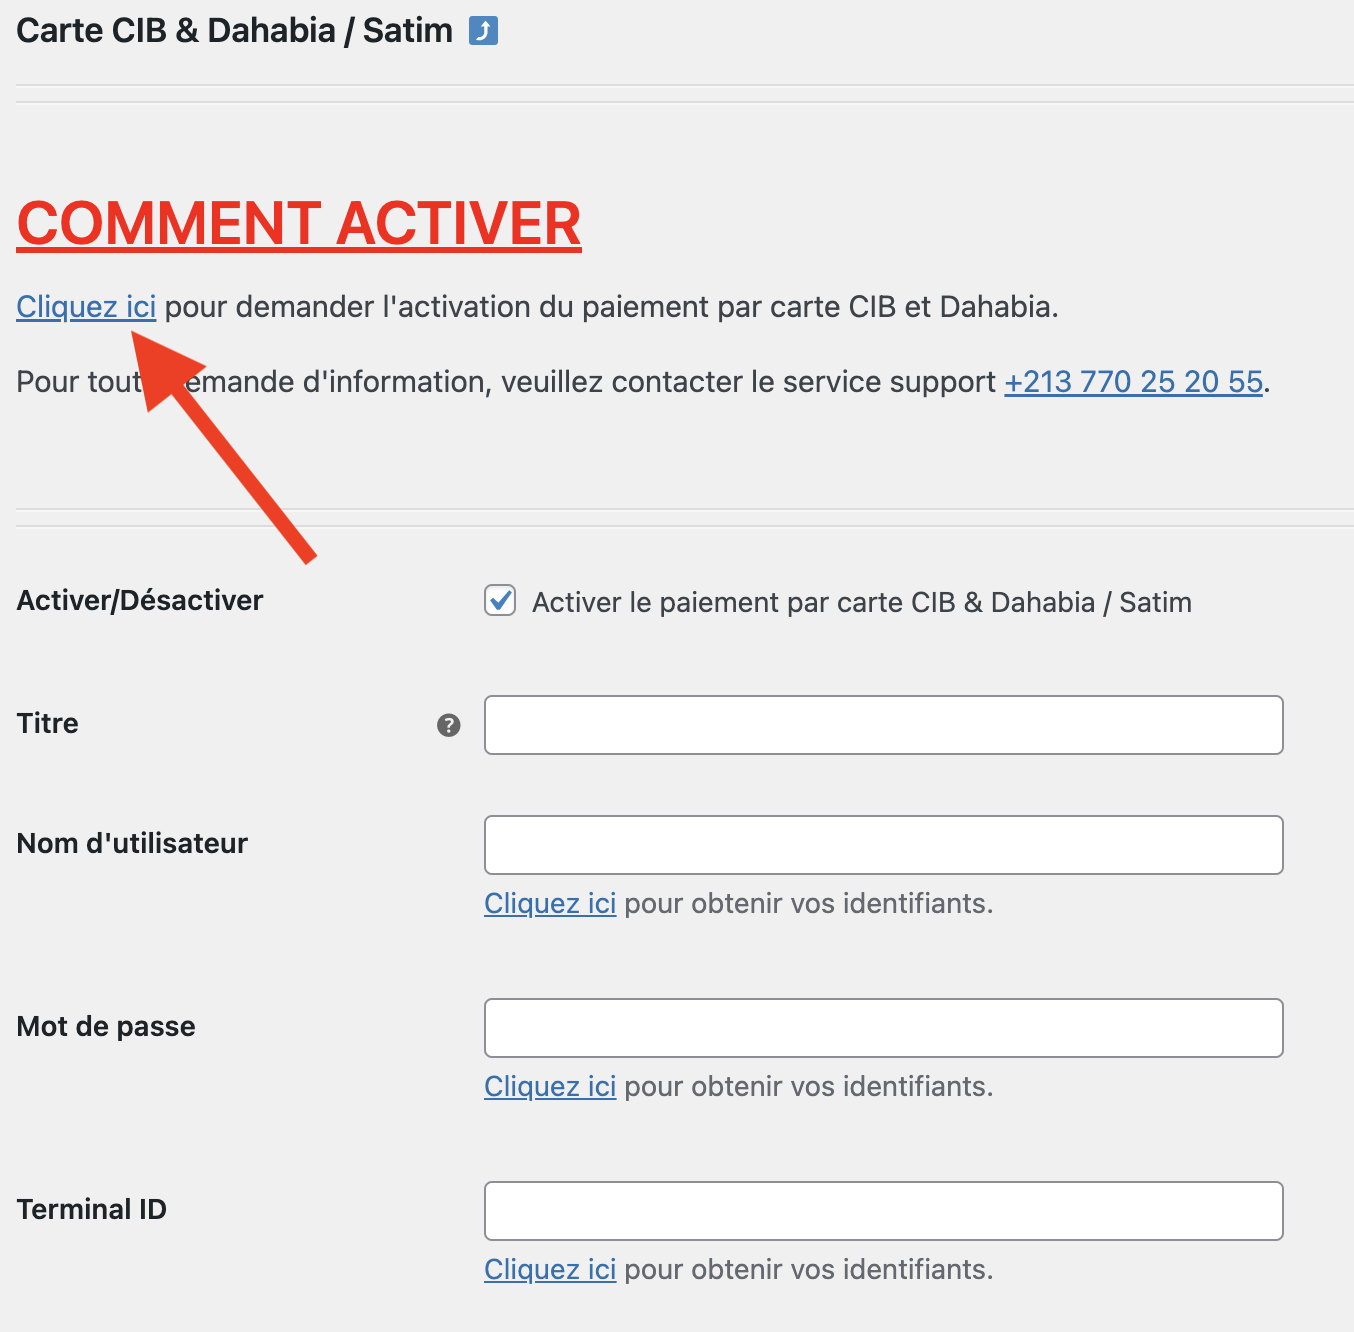 Carte CIB & Dahabia / Satim ⤴
COMMENT ACTIVER
Cliquez ici pour demander l'activation du paiement par carte CIB et Dahabia.
Pour tout emande d'information, veuillez contacter le service support +213 770 25 20 55.
Activer/Désactiver
Activer le paiement par carte CIB & Dahabia / Satim
Titre ?
Nom d'utilisateur
Cliquez ici pour obtenir vos identifiants.
Mot de passe
Cliquez ici pour obtenir vos identifiants.
Terminal ID
Cliquez ici pour obtenir vos identifiants.